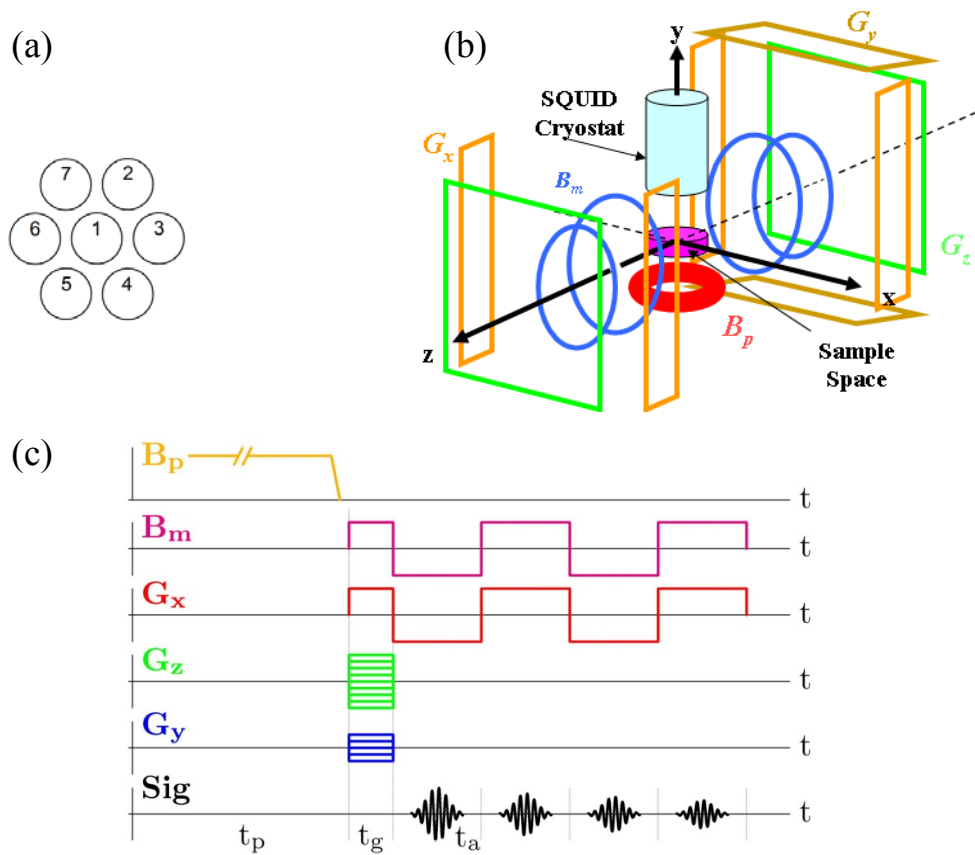 (a)
7 2
6 1 3
5 4
(b)
y
G_y
SQUID
Cryostat
G_x
B_m
G_z
x
z
B_p
Sample
Space
(c)
B_p
t
B_m
t
G_x
t
G_z
t
G_y
t
Sig
t
t_p t_g t_a